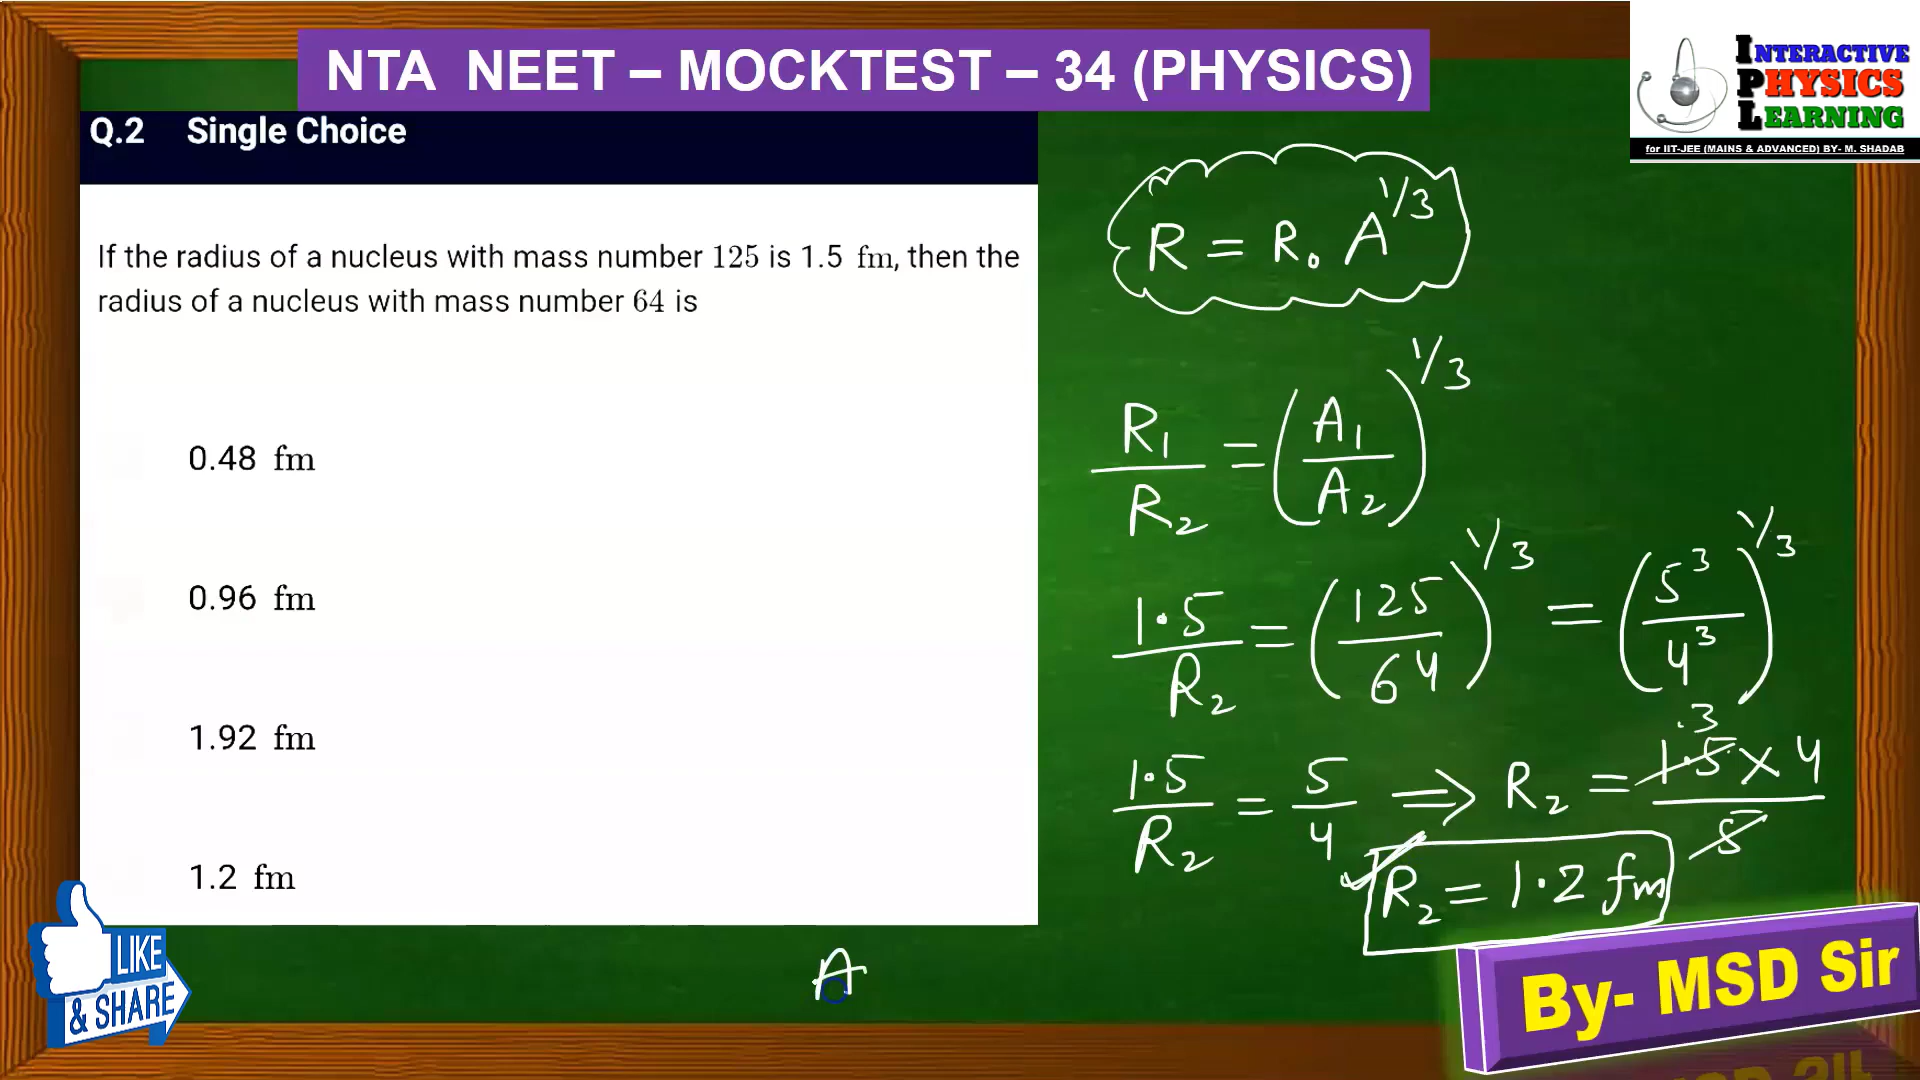 NTA NEET – MOCKTEST – 34 (PHYSICS)
INTERACTIVE
PHYSICS
LEARNING
for IIT-JEE (MAINS & ADVANCED) BY- M. SHADAB
Q.2 Single Choice
If the radius of a nucleus with mass number 125 is 1.5 fm, then the
radius of a nucleus with mass number 64 is
0.48 fm
0.96 fm
1.92 fm
1.2 fm
R = R₀ A^1/3
R₁/R₂ = (A₁/A₂)^1/3
1.5/R₂ = (125/64)^1/3 = (5³/4³)^1/3
1.5/R₂ = 5/4 ⇒ R₂ = 1.5 × 4/5
.3
R₂ = 1.2 fm
A
LIKE
& SHARE
By- MSD Sir